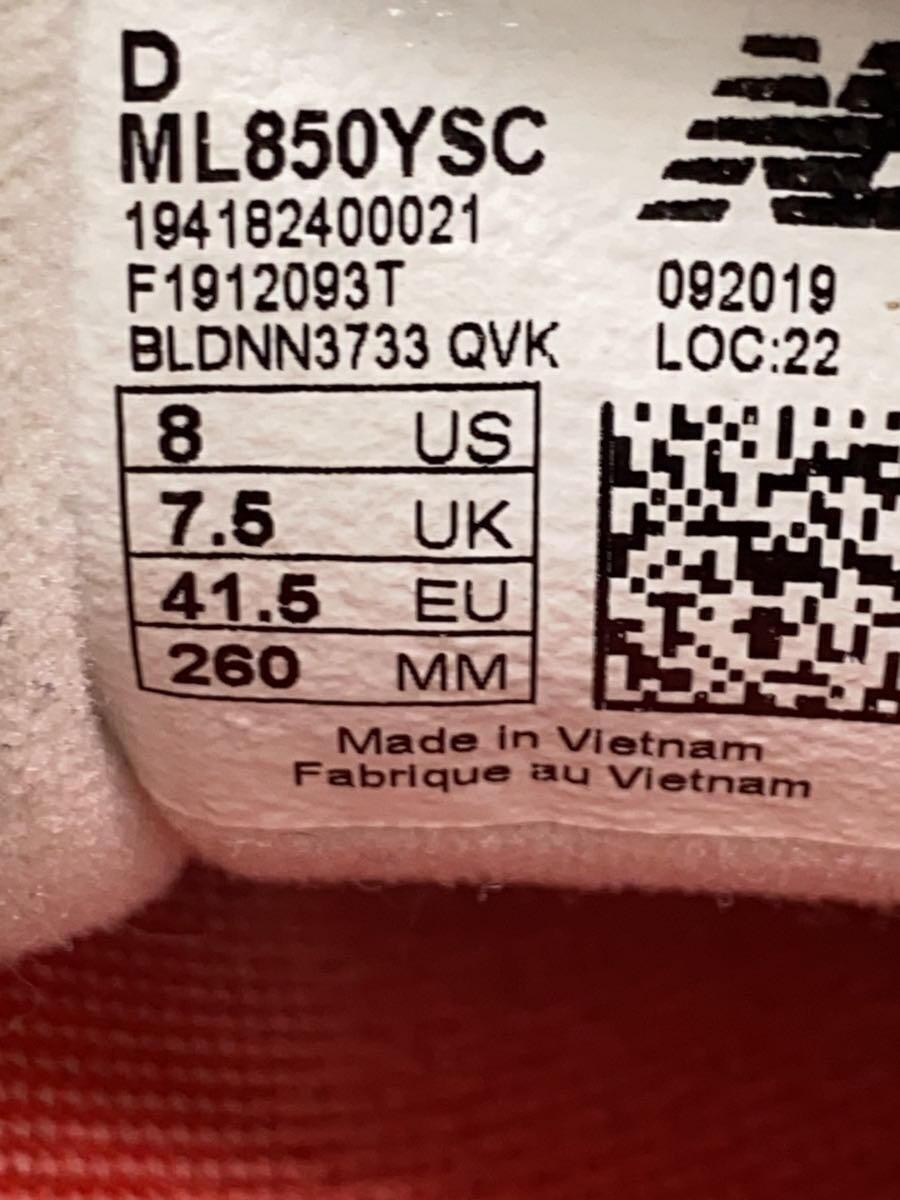 D
ML850YSC
194182400021
F1912093T 092019
BLDNN3733 QVK LOC:22
8 US
7.5 UK
41.5 EU
260 MM
Made in Vietnam
Fabrique au Vietnam